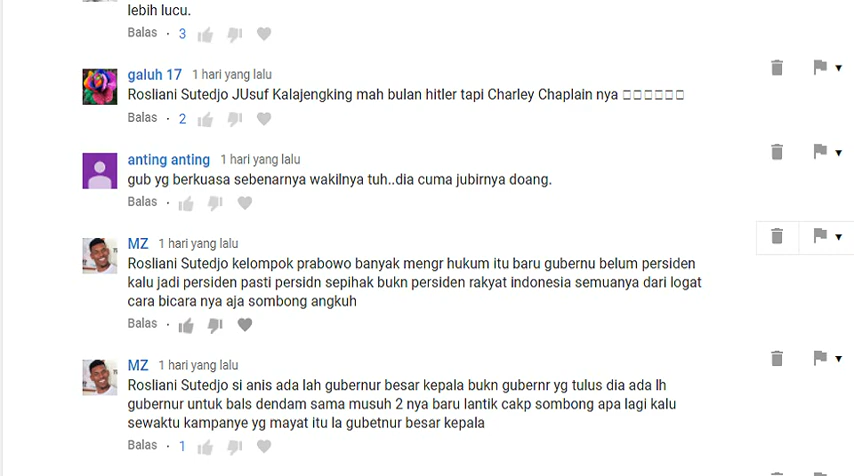 lebih lucu.
Balas · 3
galuh 17 1 hari yang lalu
Rosliani Sutedjo JUsuf Kalajengking mah bulan hitler tapi Charley Chaplain nya □□□□□□
Balas · 2
anting anting 1 hari yang lalu
gub yg berkuasa sebenarnya wakilnya tuh..dia cuma jubirnya doang.
Balas ·
MZ 1 hari yang lalu
Rosliani Sutedjo kelompok prabowo banyak mengr hukum itu baru gubernu belum persiden
kalu jadi persiden pasti persidn sepihak bukn persiden rakyat indonesia semuanya dari logat
cara bicara nya aja sombong angkuh
Balas ·
MZ 1 hari yang lalu
Rosliani Sutedjo si anis ada lah gubernur besar kepala bukn gubernr yg tulus dia ada lh
gubernur untuk bals dendam sama musuh 2 nya baru lantik cakp sombong apa lagi kalu
sewaktu kampanye yg mayat itu la gubetnur besar kepala
Balas · 1